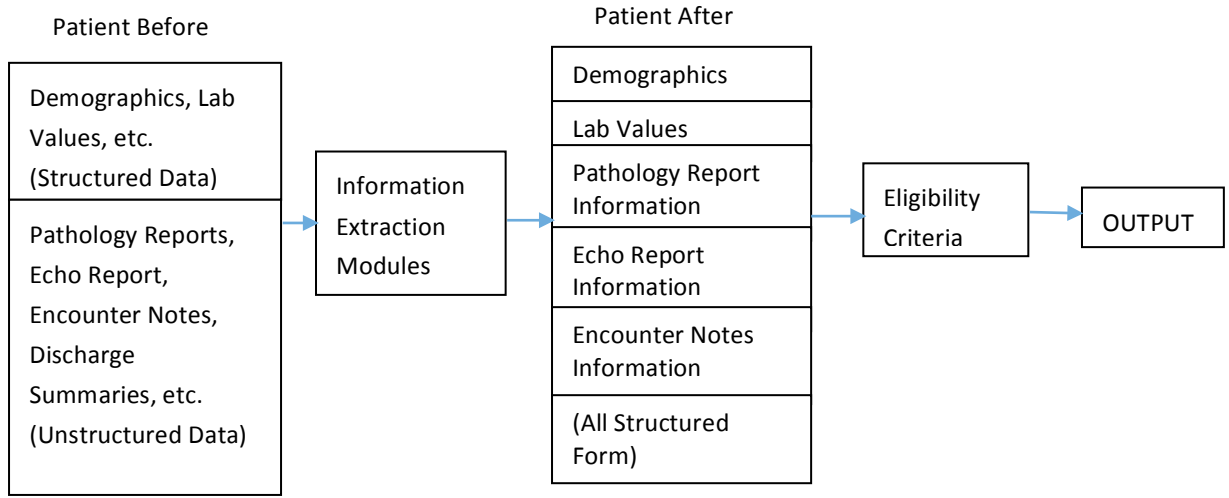 Patient Before
Demographics, Lab
Values, etc.
(Structured Data)
Pathology Reports,
Echo Report,
Encounter Notes,
Discharge
Summaries, etc.
(Unstructured Data)
Information
Extraction
Modules
Patient After
Demographics
Lab Values
Pathology Report
Information
Echo Report
Information
Encounter Notes
Information
(All Structured
Form)
Eligibility
Criteria
OUTPUT